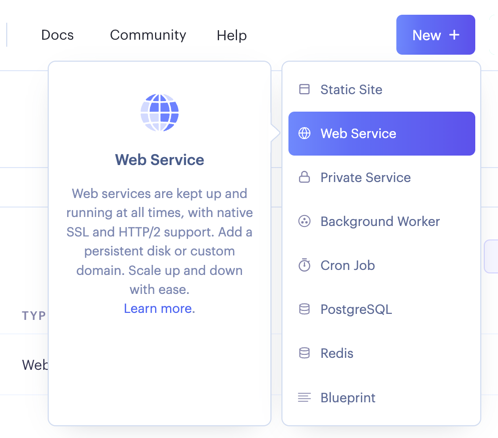 Docs Community Help New +
Web Service
Web services are kept up and
running at all times, with native
SSL and HTTP/2 support. Add a
persistent disk or custom
domain. Scale up and down
with ease.
Learn more.
Static Site
Web Service
Private Service
Background Worker
Cron Job
PostgreSQL
Redis
Blueprint
TYP
Web